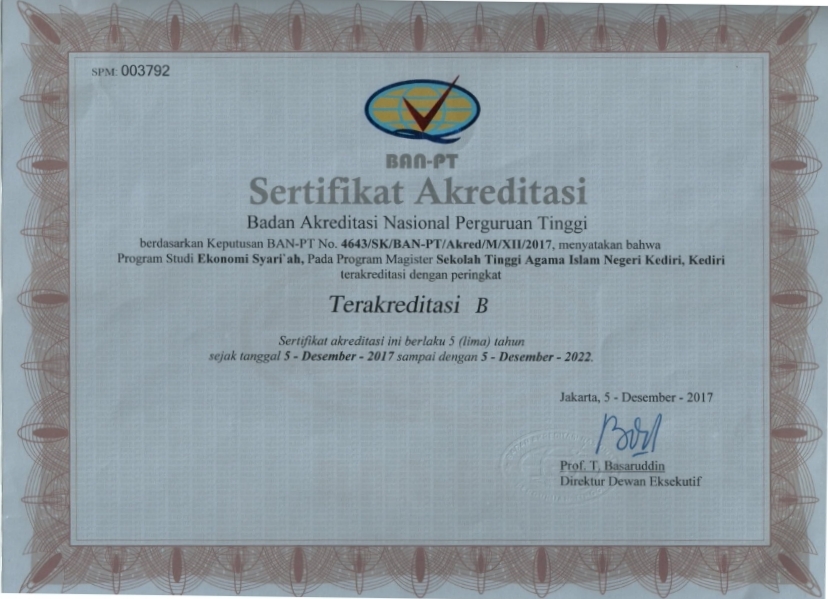 SPM: 003792
BAN-PT
Sertifikat Akreditasi
Badan Akreditasi Nasional Perguruan Tinggi
berdasarkan Keputusan BAN-PT No. 4643/SK/BAN-PT/Akred/M/XII/2017, menyatakan bahwa
Program Studi Ekonomi Syari`ah, Pada Program Magister Sekolah Tinggi Agama Islam Negeri Kediri, Kediri
terakreditasi dengan peringkat
Terakreditasi B
Sertifikat akreditasi ini berlaku 5 (lima) tahun
sejak tanggal 5 - Desember - 2017 sampai dengan 5 - Desember - 2022.
Jakarta, 5 - Desember - 2017
Prof. T. Basaruddin
Direktur Dewan Eksekutif